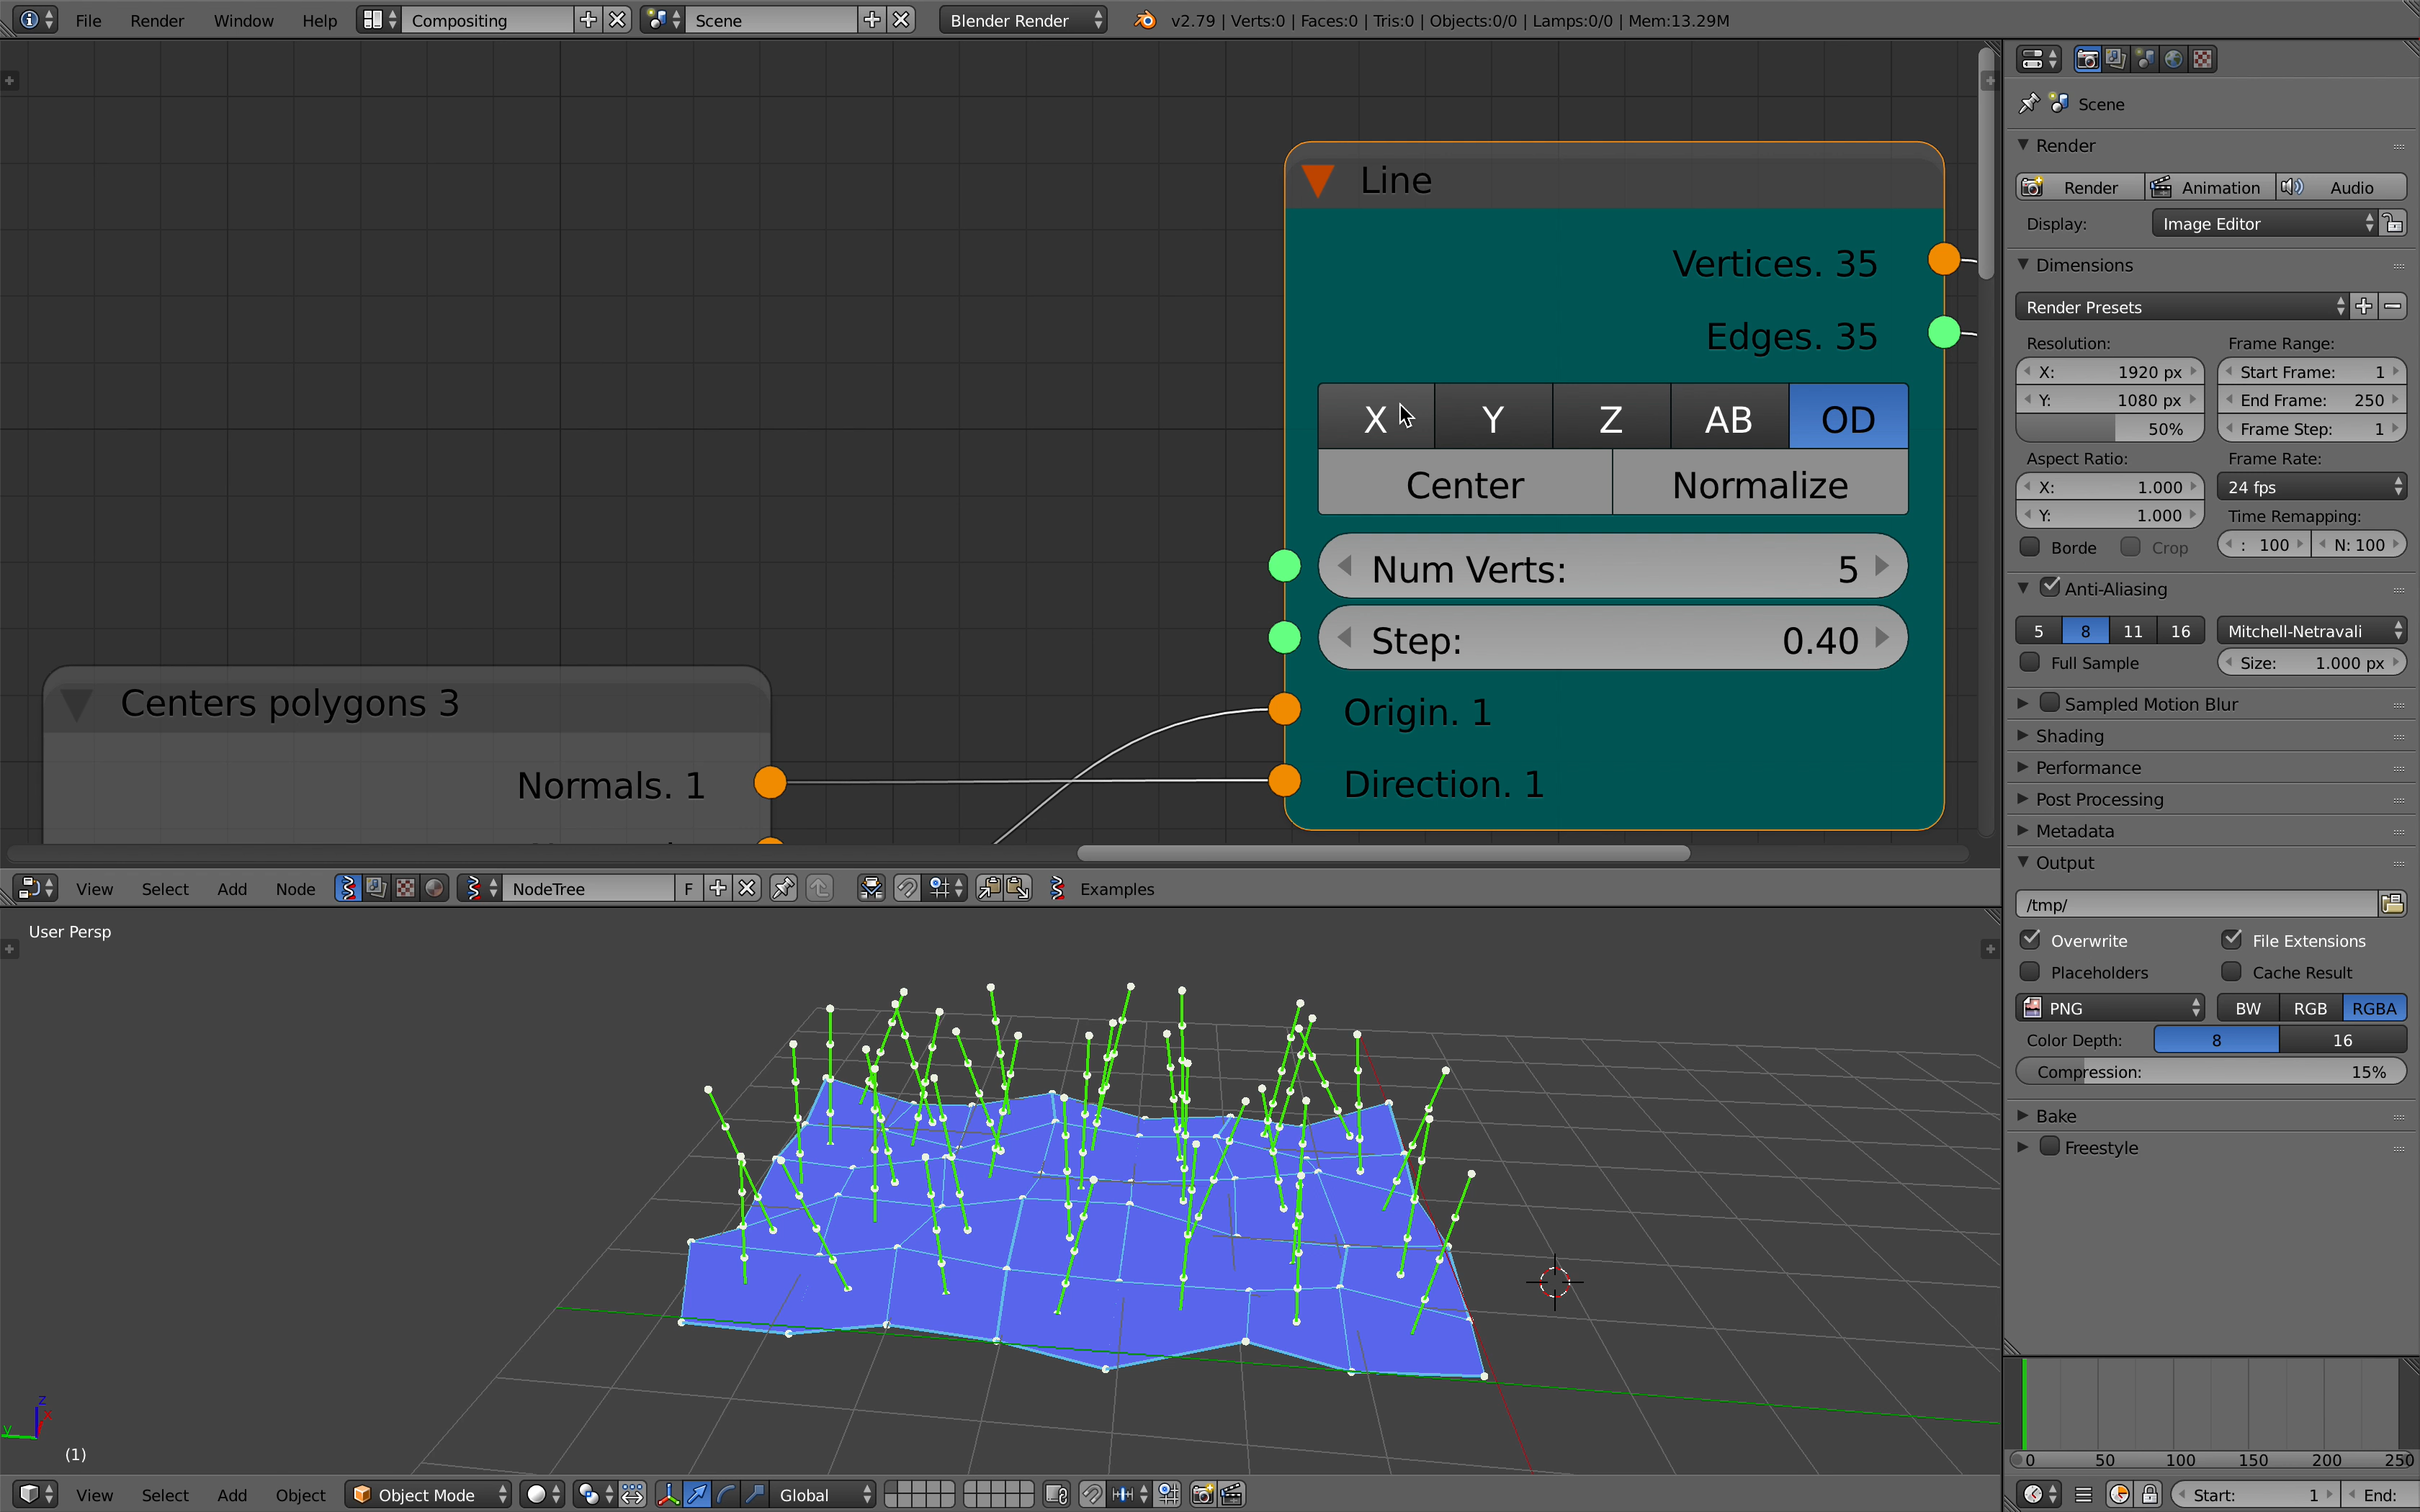 File Render Window Help Compositing Scene Blender Render v2.79 | Verts:0 | Faces:0 | Tris:0 | Objects:0/0 | Lamps:0/0 | Mem:13.29M
Line
Vertices. 35
Edges. 35
X Y Z AB OD
Center Normalize
Num Verts: 5
Step: 0.40
Origin. 1
Direction. 1
Centers polygons 3
Normals. 1
View Select Add Node NodeTree F Examples
User Persp
z
x
y
(1)
View Select Add Object Object Mode Global
Scene
Render
Render Animation Audio
Display: Image Editor
Dimensions
Render Presets
Resolution: Frame Range:
X: 1920 px Start Frame: 1
Y: 1080 px End Frame: 250
50% Frame Step: 1
Aspect Ratio: Frame Rate:
X: 1.000 24 fps
Y: 1.000 Time Remapping:
Borde Crop : 100 N: 100
Anti-Aliasing
5 8 11 16 Mitchell-Netravali
Full Sample Size: 1.000 px
Sampled Motion Blur
Shading
Performance
Post Processing
Metadata
Output
/tmp/
Overwrite File Extensions
Placeholders Cache Result
PNG BW RGB RGBA
Color Depth: 8 16
Compression: 15%
Bake
Freestyle
0 50 100 150 200 250
Start: 1 End: